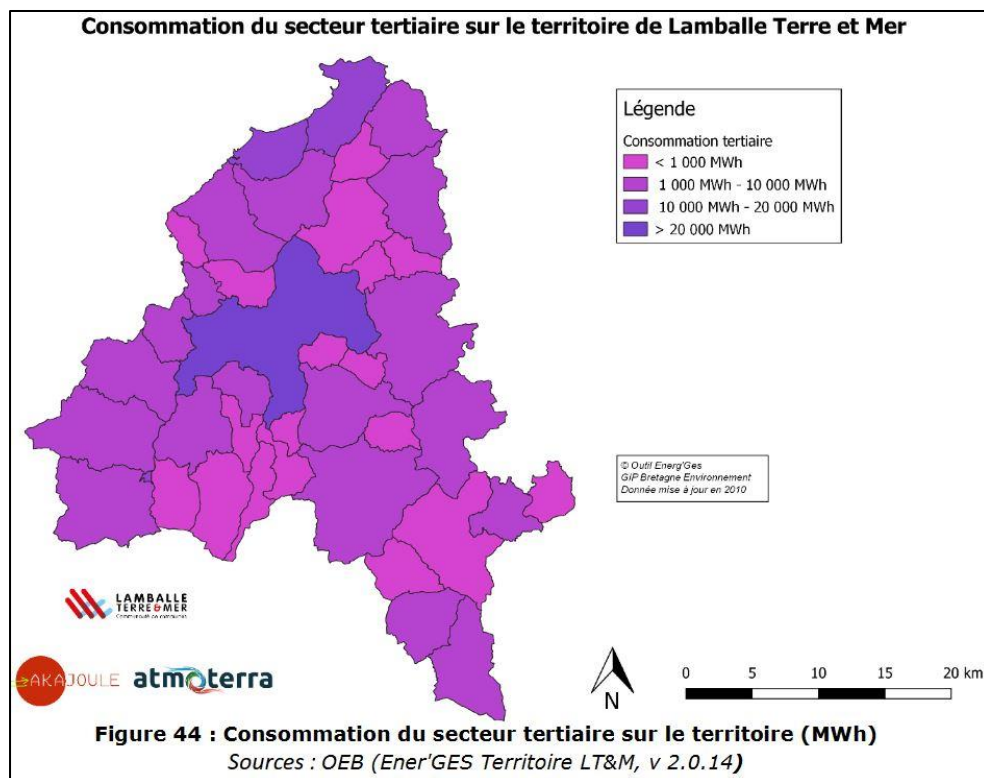 Consommation du secteur tertiaire sur le territoire de Lamballe Terre et Mer
Légende
Consommation tertiaire
< 1 000 MWh
1 000 MWh - 10 000 MWh
10 000 MWh - 20 000 MWh
> 20 000 MWh
© Outil Energ'Ges
GIP Bretagne Environnement
Donnée mise à jour en 2010
LAMBALLE
TERRE&MER
Communauté de communes
AKAJOULE atmoterra
N
0 5 10 15 20 km
Figure 44 : Consommation du secteur tertiaire sur le territoire (MWh)
Sources : OEB (Ener'GES Territoire LT&M, v 2.0.14)